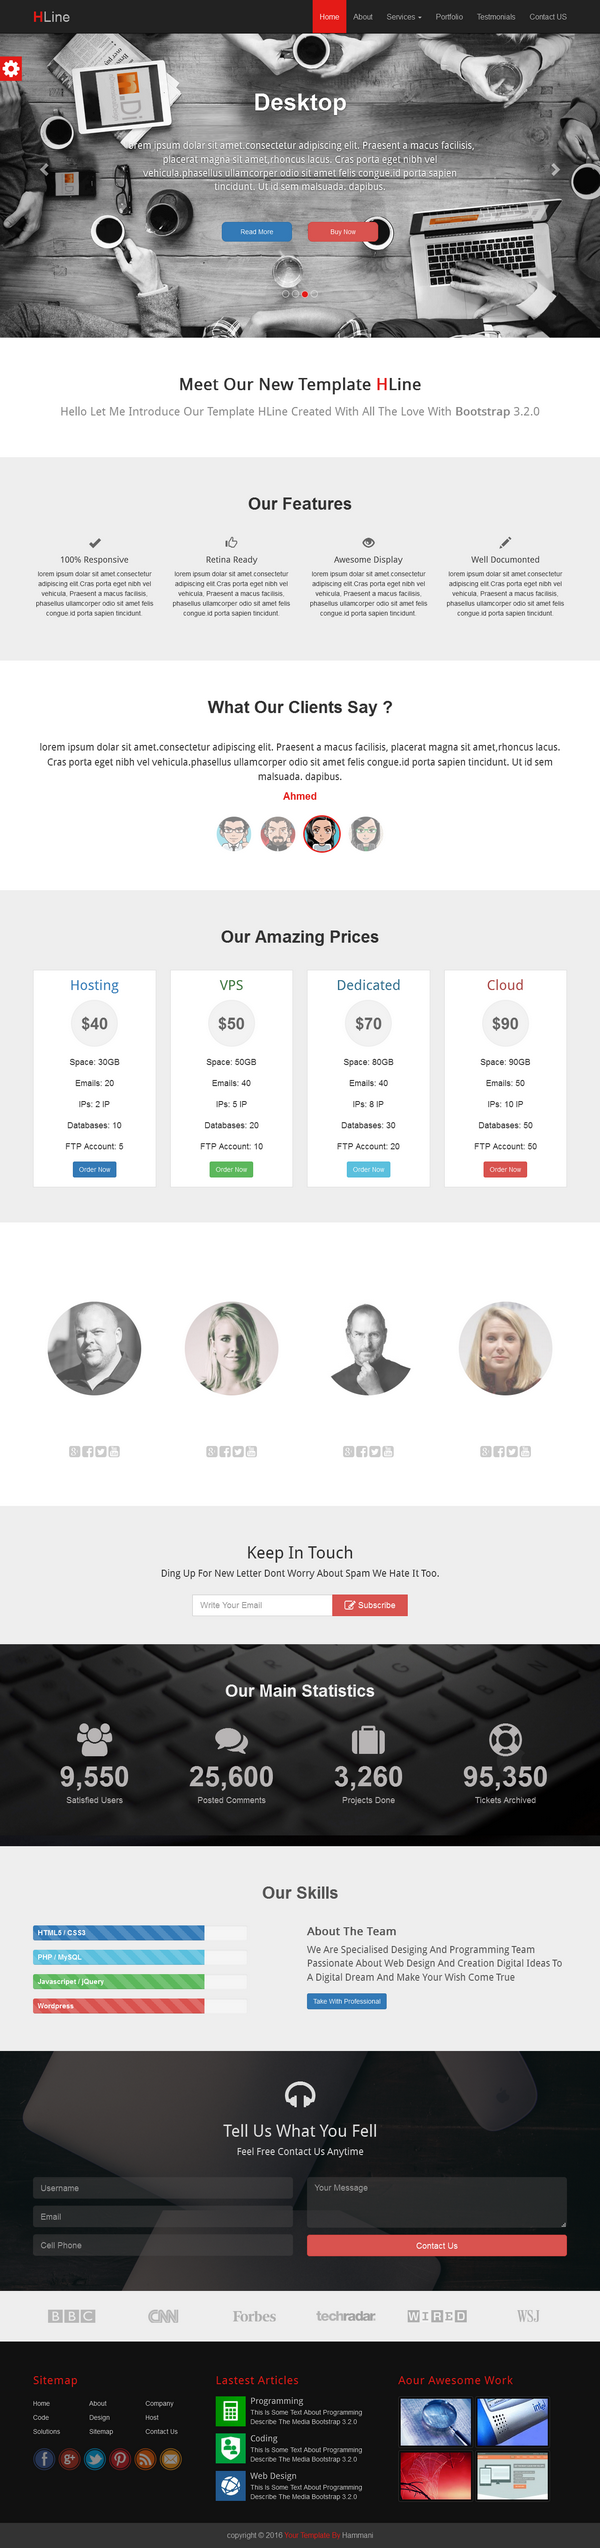 HLine
Home About Services Portfolio Testmonials Contact US
Desktop
lorem ipsum dolar sit amet.consectetur adipiscing elit. Praesent a macus facilisis,
placerat magna sit amet,rhoncus lacus. Cras porta eget nibh vel
vehicula.phasellus ullamcorper odio sit amet felis congue.id porta sapien
tincidunt. Ut id sem malsuada. dapibus.
Read More Buy Now
Meet Our New Template HLine
Hello Let Me Introduce Our Template HLine Created With All The Love With Bootstrap 3.2.0
Our Features
100% Responsive
lorem ipsum dolar sit amet.consectetur
adipiscing elit.Cras porta eget nibh vel
vehicula, Praesent a macus facilisis,
phasellus ullamcorper odio sit amet felis
congue.id porta sapien tincidunt.
Retina Ready
lorem ipsum dolar sit amet.consectetur
adipiscing elit.Cras porta eget nibh vel
vehicula, Praesent a macus facilisis,
phasellus ullamcorper odio sit amet felis
congue.id porta sapien tincidunt.
Awesome Display
lorem ipsum dolar sit amet.consectetur
adipiscing elit.Cras porta eget nibh vel
vehicula, Praesent a macus facilisis,
phasellus ullamcorper odio sit amet felis
congue.id porta sapien tincidunt.
Well Documonted
lorem ipsum dolar sit amet.consectetur
adipiscing elit.Cras porta eget nibh vel
vehicula, Praesent a macus facilisis,
phasellus ullamcorper odio sit amet felis
congue.id porta sapien tincidunt.
What Our Clients Say ?
lorem ipsum dolar sit amet.consectetur adipiscing elit. Praesent a macus facilisis, placerat magna sit amet,rhoncus lacus.
Cras porta eget nibh vel vehicula.phasellus ullamcorper odio sit amet felis congue.id porta sapien tincidunt. Ut id sem
malsuada. dapibus.
Ahmed
Our Amazing Prices
Hosting
$40
Space: 30GB
Emails: 20
IPs: 2 IP
Databases: 10
FTP Account: 5
Order Now
VPS
$50
Space: 50GB
Emails: 40
IPs: 5 IP
Databases: 20
FTP Account: 10
Order Now
Dedicated
$70
Space: 80GB
Emails: 40
IPs: 8 IP
Databases: 30
FTP Account: 20
Order Now
Cloud
$90
Space: 90GB
Emails: 50
IPs: 10 IP
Databases: 50
FTP Account: 50
Order Now
Keep In Touch
Ding Up For New Letter Dont Worry About Spam We Hate It Too.
Write Your Email Subscribe
Our Main Statistics
9,550 25,600 3,260 95,350
Satisfied Users Posted Comments Projects Done Tickets Archived
Our Skills
HTML5 / CSS3
PHP / MySQL
Javascripet / jQuery
Wordpress
About The Team
We Are Specialised Desiging And Programming Team
Passionate About Web Design And Creation Digital Ideas To
A Digital Dream And Make Your Wish Come True
Take With Professional
Tell Us What You Fell
Feel Free Contact Us Anytime
Username
Email
Cell Phone
Your Message
Contact Us
BBC CNN Forbes techradar. WIRED WSJ
Sitemap
Home About Company
Code Design Host
Solutions Sitemap Contact Us
Lastest Articles
Programming
This Is Some Text About Programming
Describe The Media Bootstrap 3.2.0
Coding
This Is Some Text About Programming
Describe The Media Bootstrap 3.2.0
Web Design
This Is Some Text About Programming
Describe The Media Bootstrap 3.2.0
Aour Awesome Work
intel
copyright © 2016 Your Template By Hammani